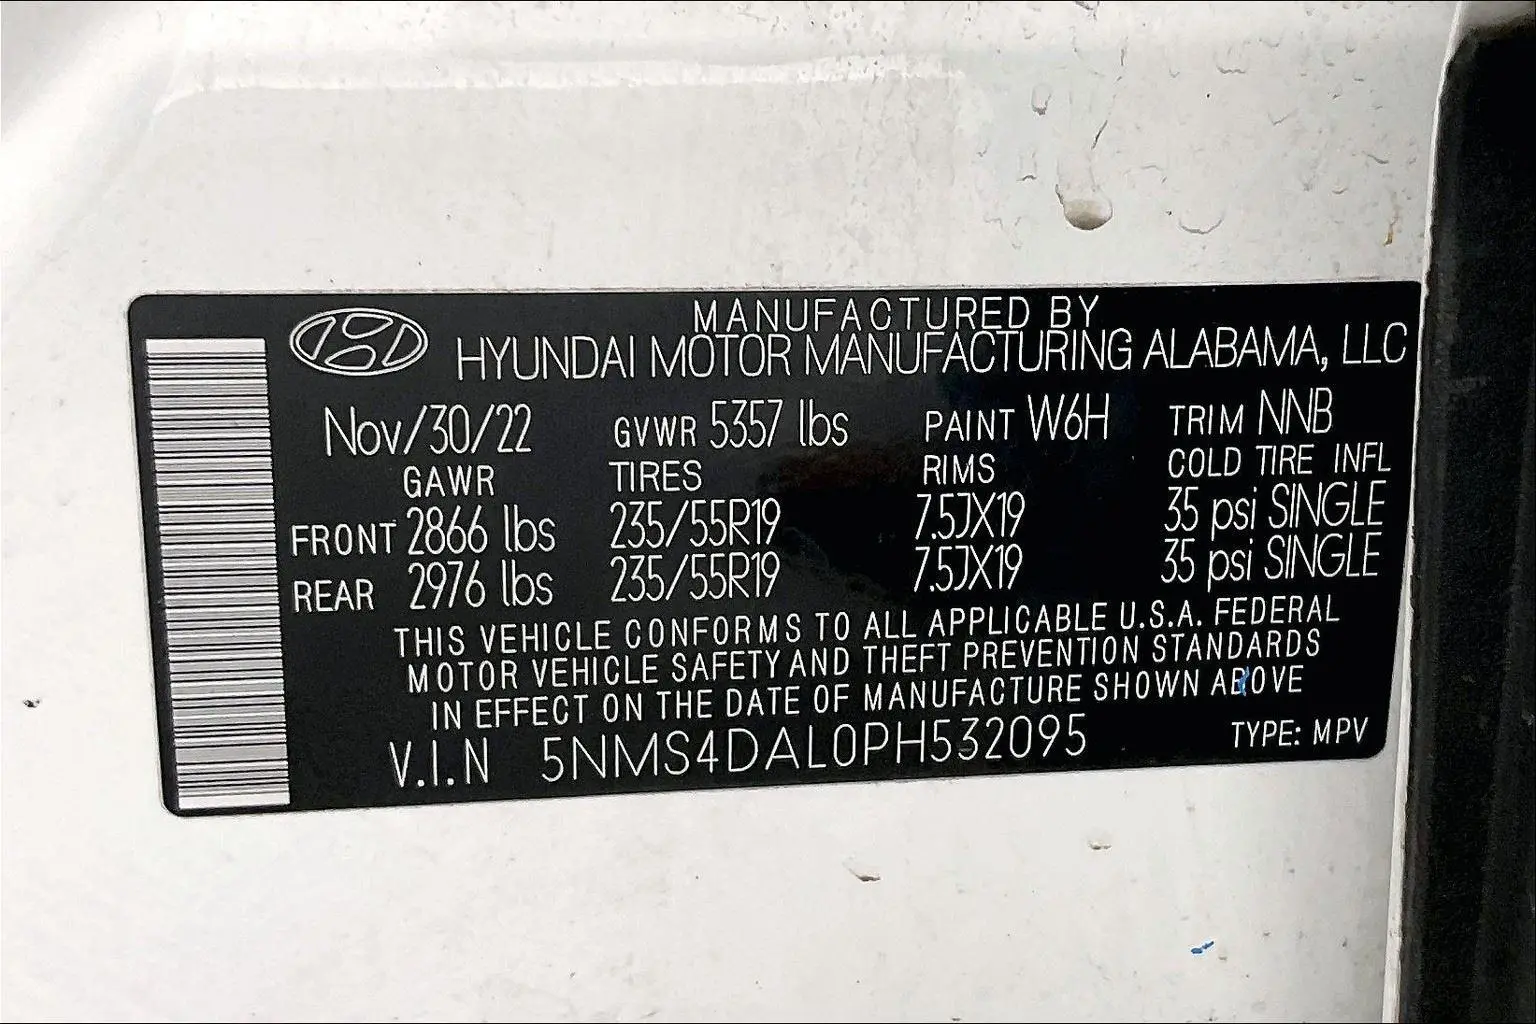 MANUFACTURED BY
HYUNDAI MOTOR MANUFACTURING ALABAMA, LLC
Nov/30/22 GVWR 5357 lbs PAINT W6H TRIM NNB
GAWR TIRES RIMS COLD TIRE INFL
FRONT 2866 lbs 235/55R19 7.5JX19 35 psi SINGLE
REAR 2976 lbs 235/55R19 7.5JX19 35 psi SINGLE
THIS VEHICLE CONFORMS TO ALL APPLICABLE U.S.A. FEDERAL
MOTOR VEHICLE SAFETY AND THEFT PREVENTION STANDARDS
IN EFFECT ON THE DATE OF MANUFACTURE SHOWN ABOVE
V.I.N 5NMS4DAL0PH532095 TYPE: MPV